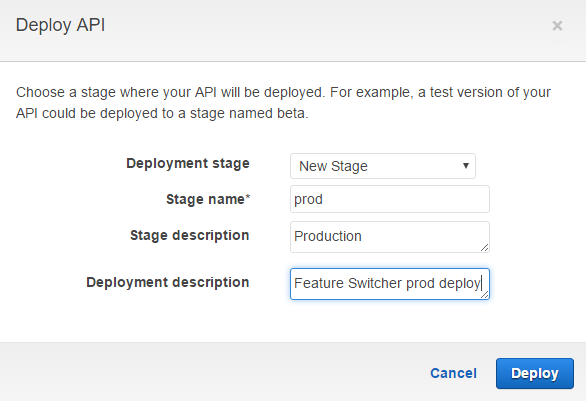 Deploy API
×
Choose a stage where your API will be deployed. For example, a test version of your
API could be deployed to a stage named beta.
Deployment stage New Stage
Stage name* prod
Stage description Production
Deployment description Feature Switcher prod deploy
Cancel Deploy